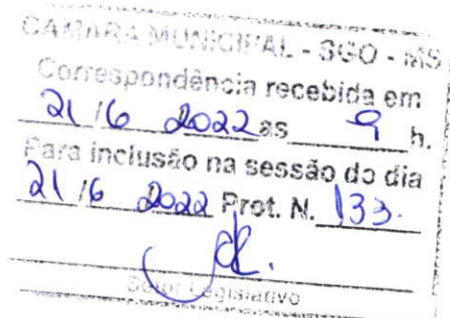 CAMARA MUNICIPAL - SGO - MS
Correspondência recebida em
21/6 2022 as 9 h.
Para inclusão na sessão do dia
21/6 2022 Prot. N. 133.
Setor Legislativo